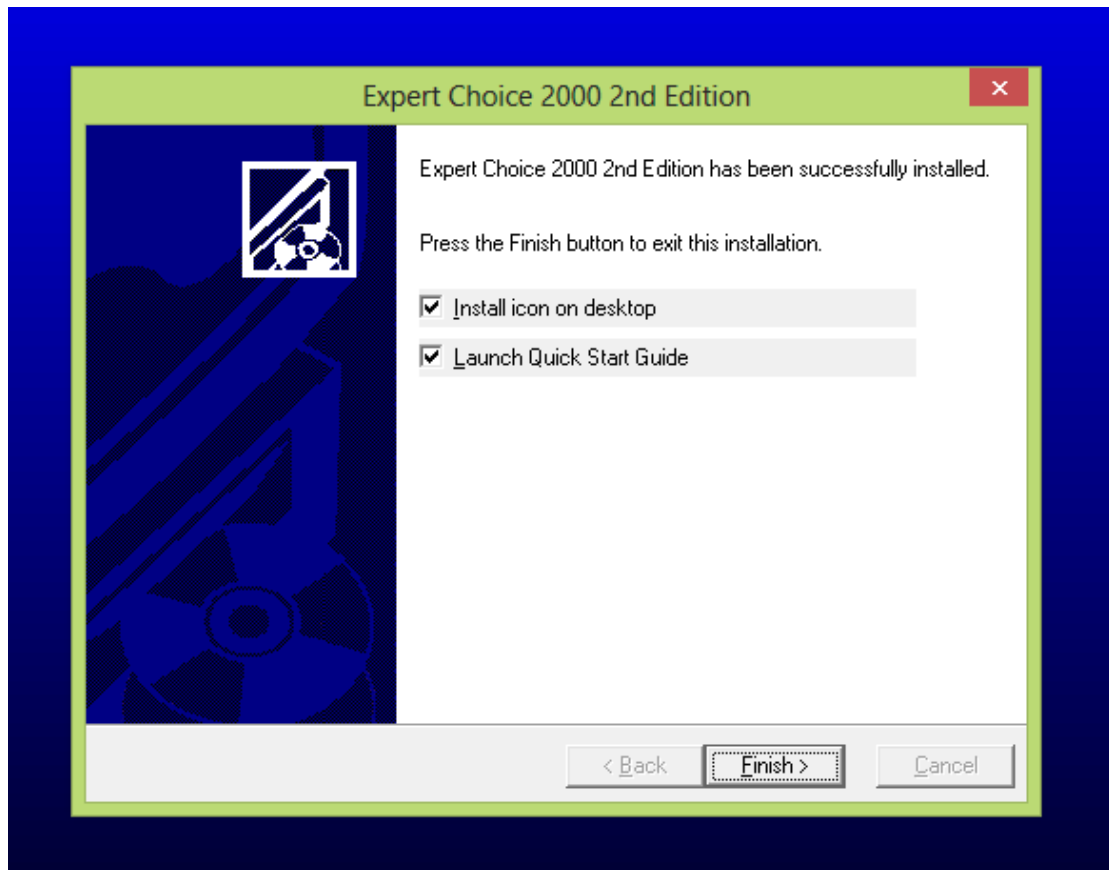 Expert Choice 2000 2nd Edition
Expert Choice 2000 2nd Edition has been successfully installed.
Press the Finish button to exit this installation.
Install icon on desktop
Launch Quick Start Guide
< Back
Finish >
Cancel